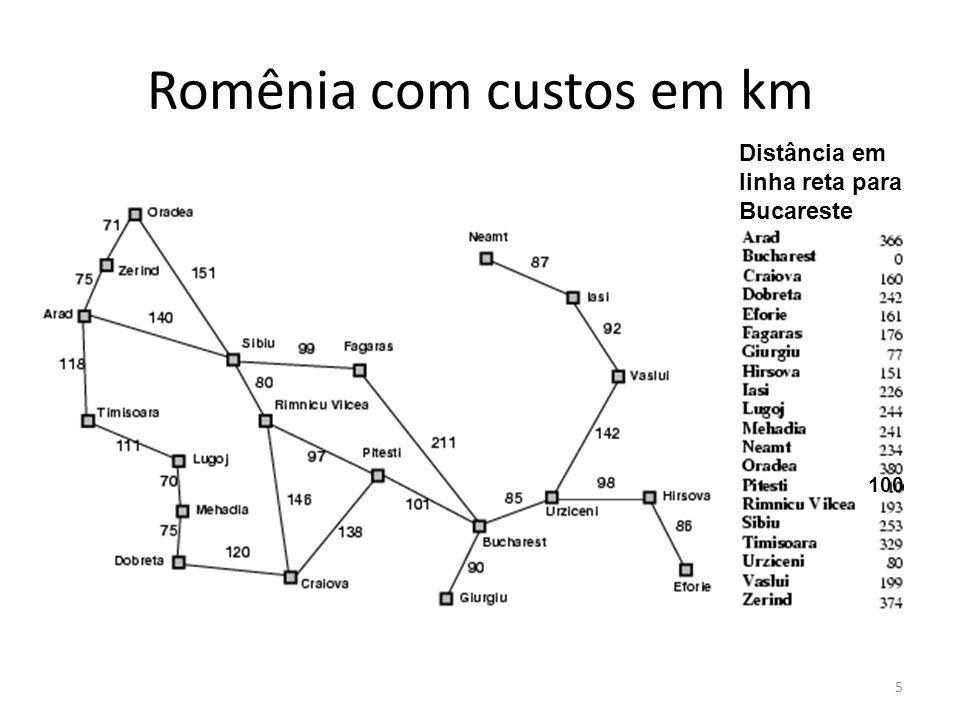 Romênia com custos em km
Distância em
linha reta para
Bucareste
Arad 366
Bucharest 0
Craiova 160
Dobreta 242
Eforie 161
Fagaras 176
Giurgiu 77
Hirsova 151
Iasi 226
Lugoj 244
Mehadia 241
Neamt 234
Oradea 380
Pitesti 100
Rimnicu Vilcea 193
Sibiu 253
Timisoara 329
Urziceni 80
Vaslui 199
Zerind 374
Oradea
71
Neamt
87
Zerind
151
75
Iasi
Arad
140
92
Sibiu
99
Fagaras
118
80
Vaslui
Timisoara
Rimnicu Vilcea
111
211
142
Lugoj
97
Pitesti
70
98
146
101
85
Hirsova
Mehadia
Urziceni
75
138
86
Bucharest
120
Dobreta
90
Craiova
Eforie
Giurgiu
5